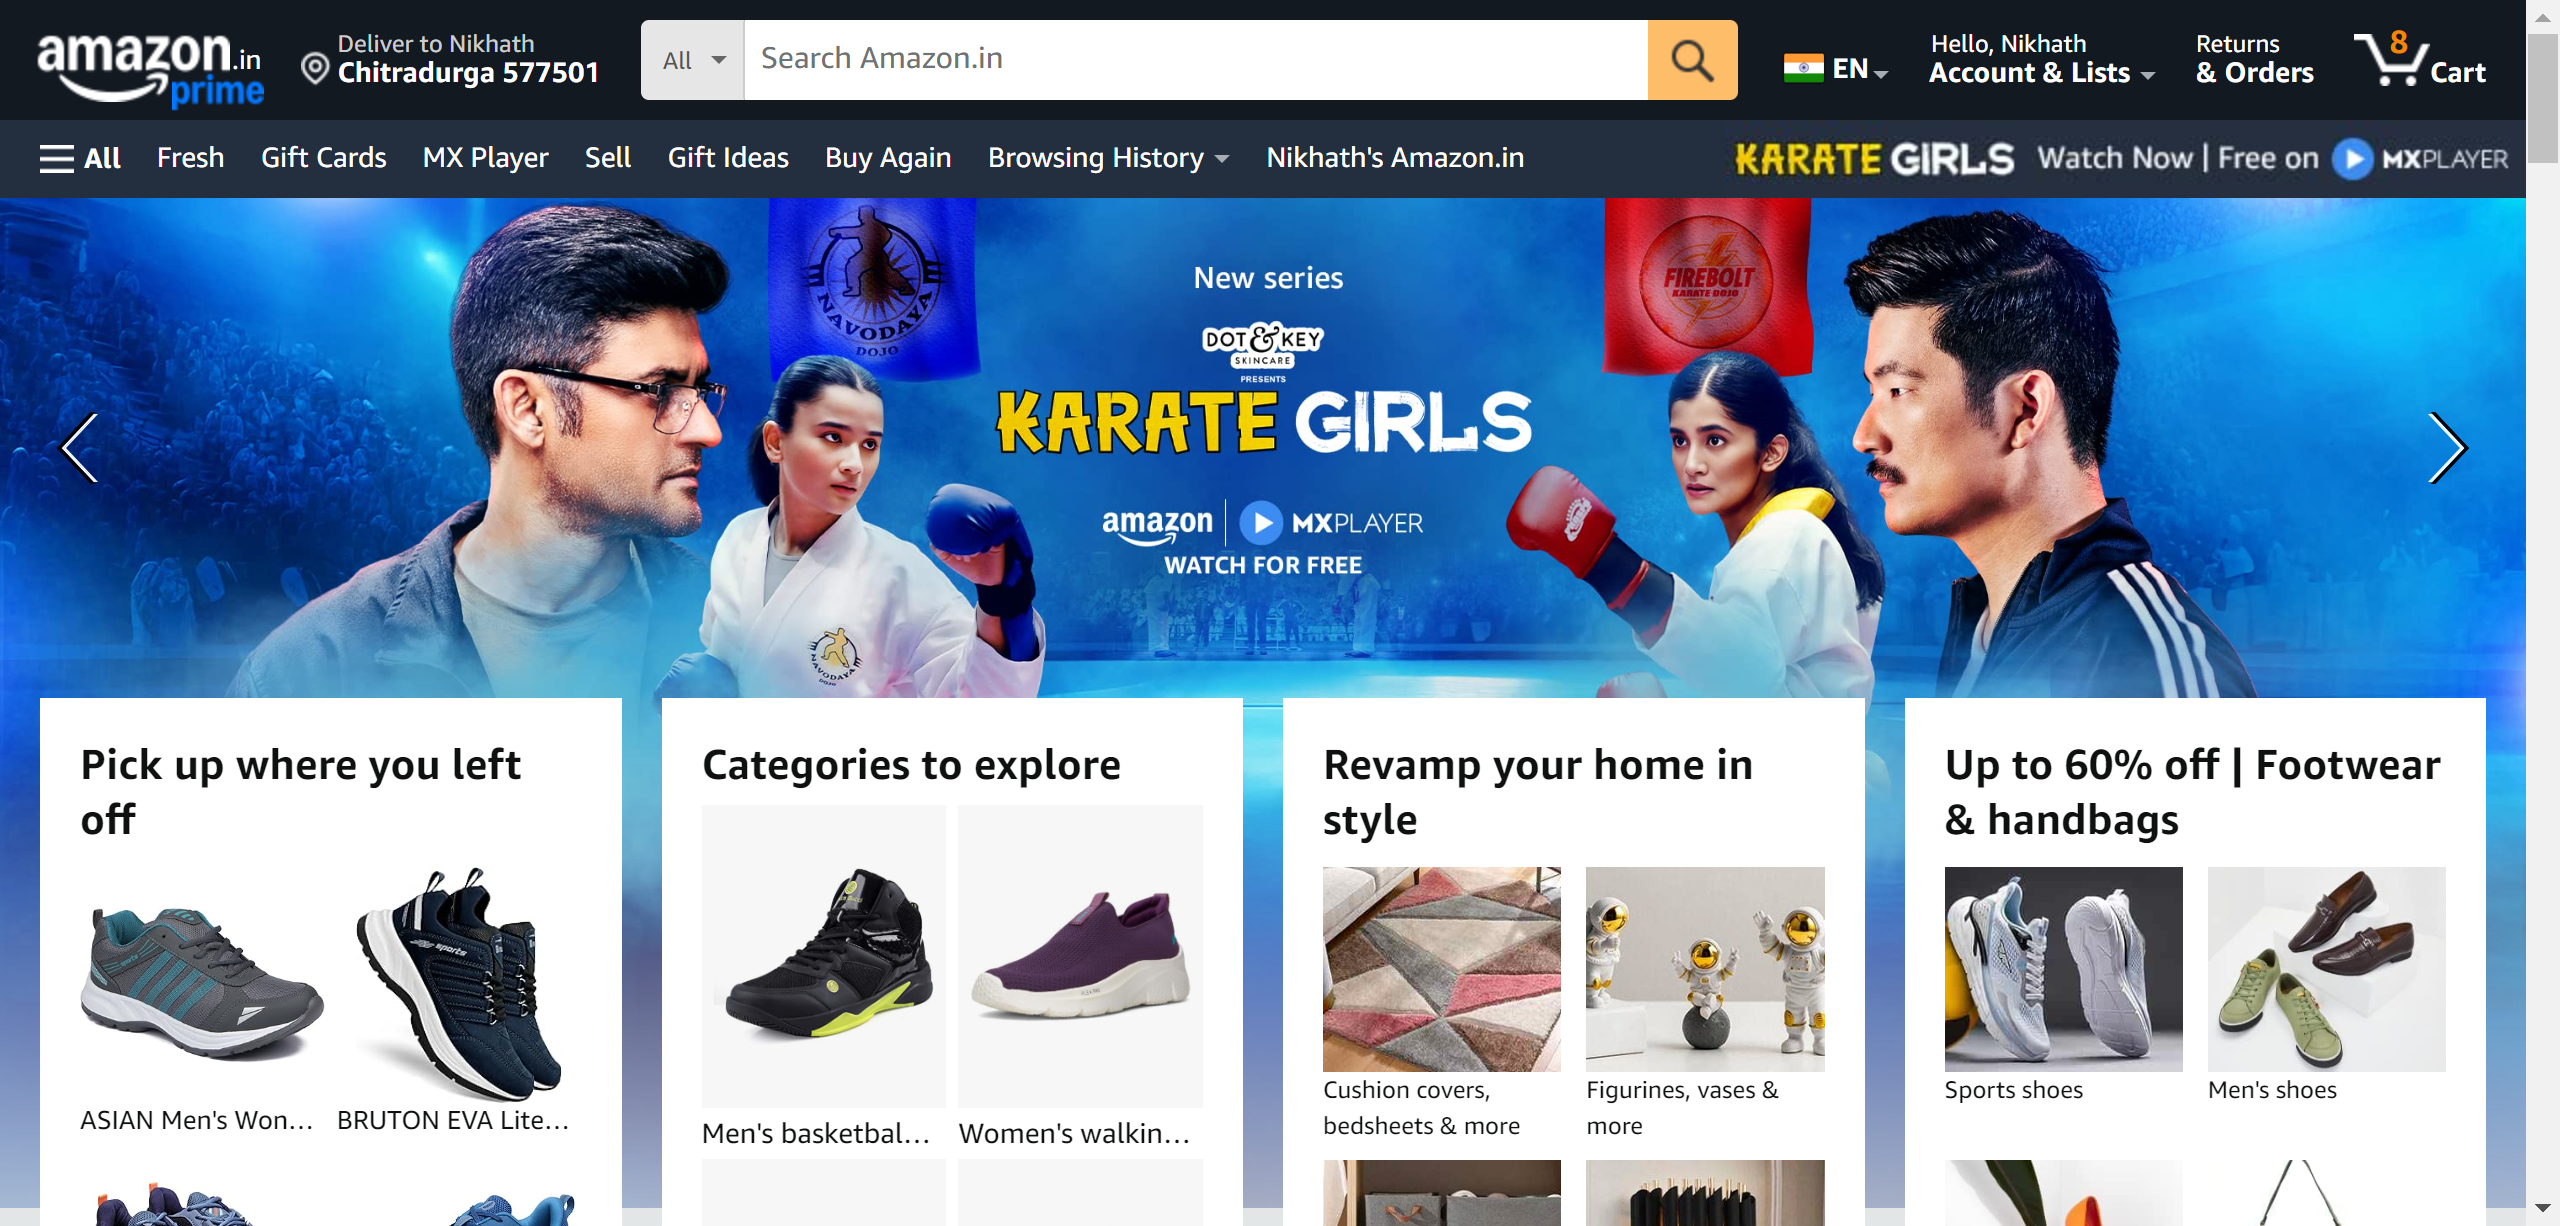 amazon.in
prime
Deliver to Nikhath
Chitradurga 577501
All
Search Amazon.in
EN
Hello, Nikhath
Account & Lists
Returns
& Orders
8
Cart
All
Fresh
Gift Cards
MX Player
Sell
Gift Ideas
Buy Again
Browsing History
Nikhath's Amazon.in
KARATE GIRLS Watch Now | Free on MXPLAYER
NAVODAYA
DOJO
New series
DOT & KEY
SKINCARE
PRESENTS
KARATE GIRLS
amazon | MXPLAYER
WATCH FOR FREE
FIREBOLT
KARATE DOJO
NAVODAYA
DOJO
Pick up where you left
off
sports
ASIAN Men's Won...
BRUTON EVA Lite...
Categories to explore
Men's basketbal...
Women's walkin...
Revamp your home in
style
Cushion covers,
bedsheets & more
Figurines, vases &
more
Up to 60% off | Footwear
& handbags
Sports shoes
Men's shoes